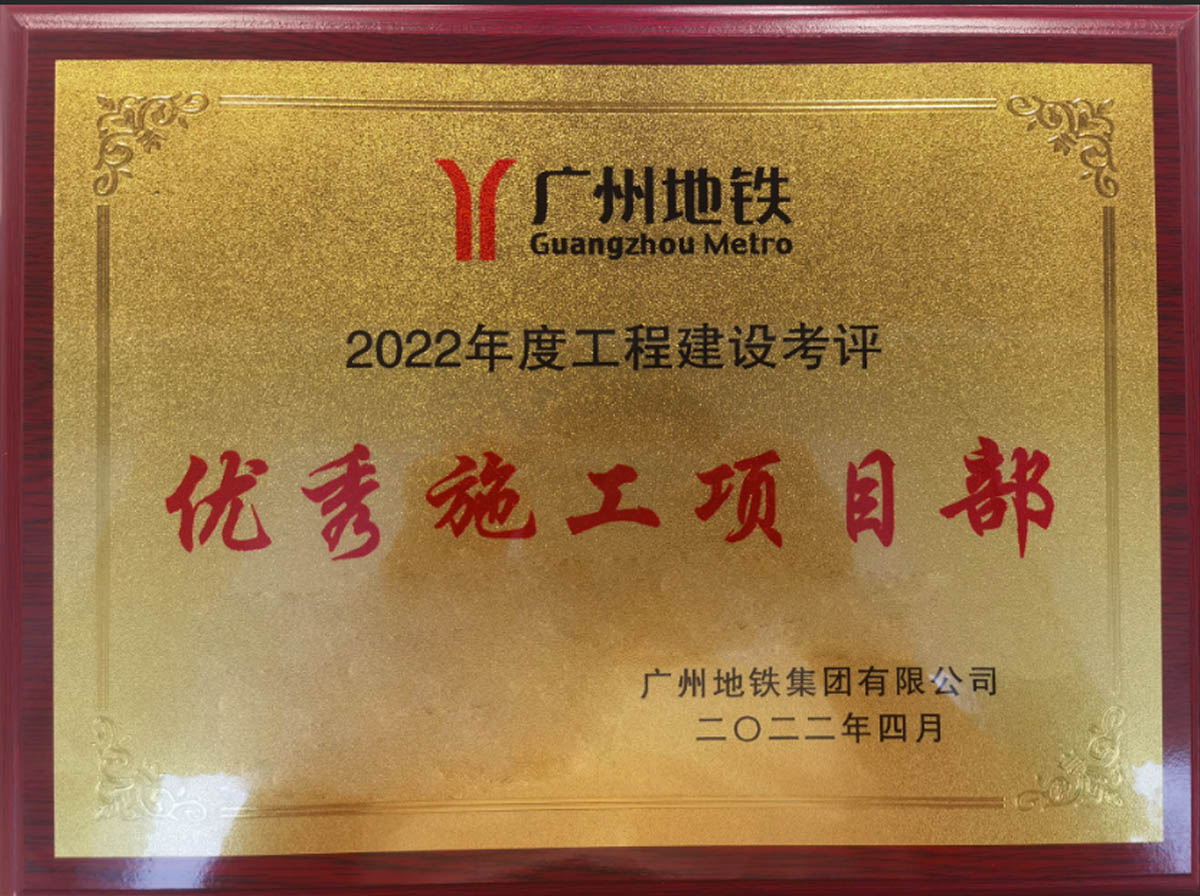 广州地铁
Guangzhou Metro
2022年度工程建设考评
优秀施工项目部
广州地铁集团有限公司
二〇二二年四月